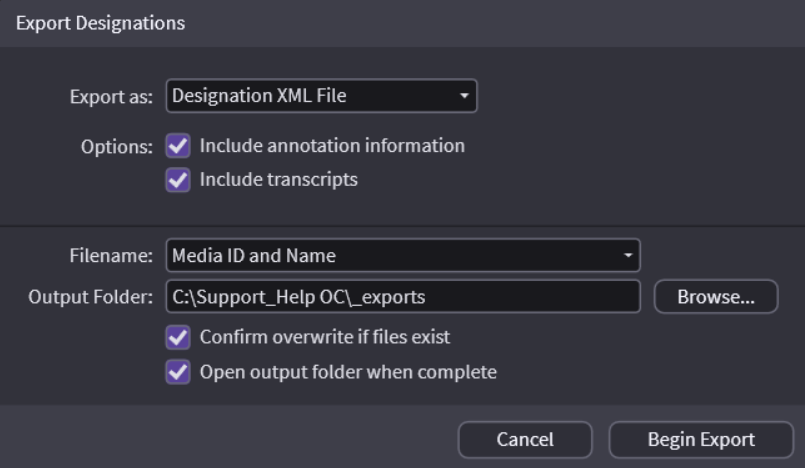 Export Designations
Export as: Designation XML File
Options: Include annotation information
Include transcripts
Filename: Media ID and Name
Output Folder: C:\Support_Help OC\_exports Browse...
Confirm overwrite if files exist
Open output folder when complete
Cancel Begin Export